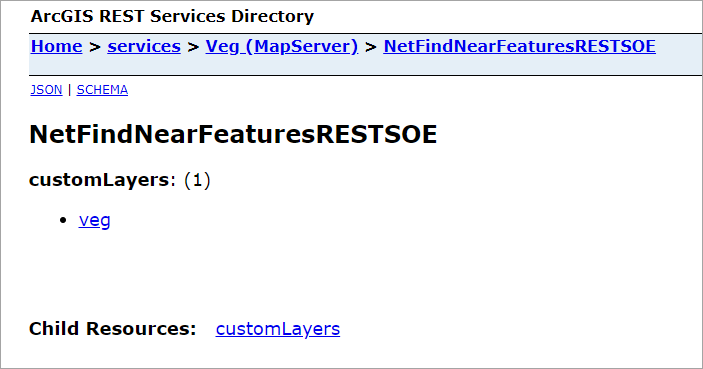 ArcGIS REST Services Directory
Home > services > Veg (MapServer) > NetFindNearFeaturesRESTSOE
JSON | SCHEMA
NetFindNearFeaturesRESTSOE
customLayers: (1)
• veg
Child Resources: customLayers